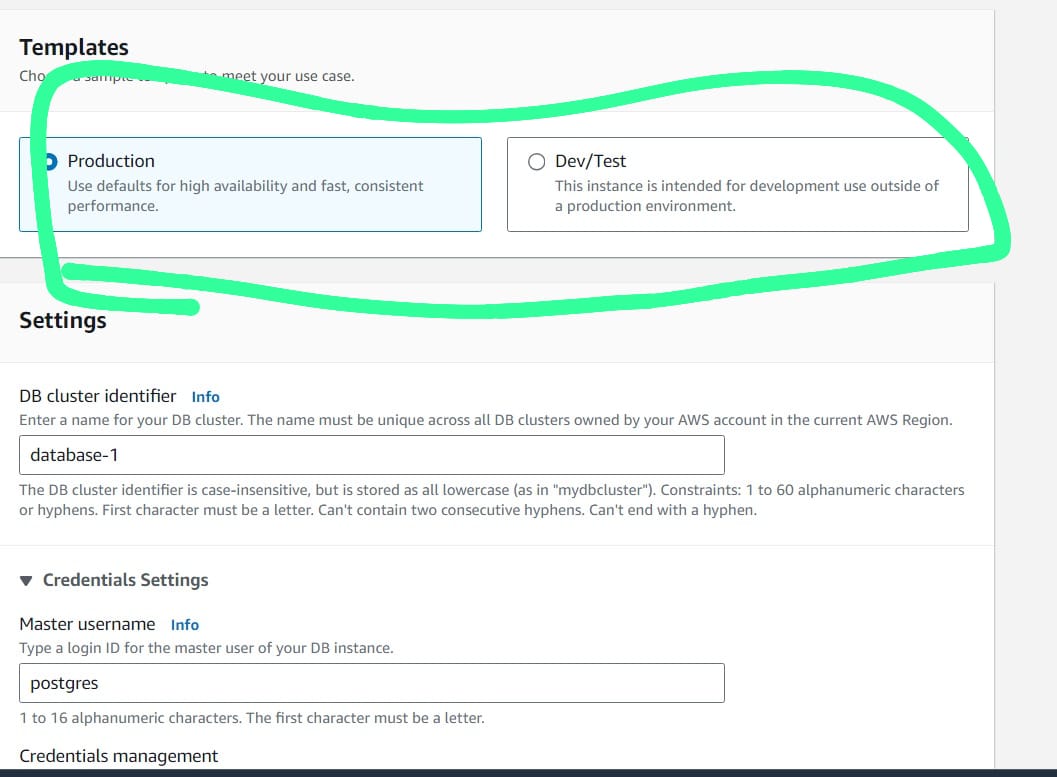 Templates
Choose a sample template to meet your use case.
Production
Use defaults for high availability and fast, consistent
performance.
Dev/Test
This instance is intended for development use outside of
a production environment.
Settings
DB cluster identifier Info
Enter a name for your DB cluster. The name must be unique across all DB clusters owned by your AWS account in the current AWS Region.
database-1
The DB cluster identifier is case-insensitive, but is stored as all lowercase (as in "mydbcluster"). Constraints: 1 to 60 alphanumeric characters
or hyphens. First character must be a letter. Can't contain two consecutive hyphens. Can't end with a hyphen.
Credentials Settings
Master username Info
Type a login ID for the master user of your DB instance.
postgres
1 to 16 alphanumeric characters. The first character must be a letter.
Credentials management